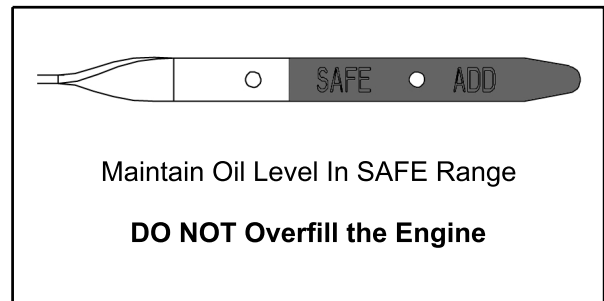 SAFE ADD
Maintain Oil Level In SAFE Range
DO NOT Overfill the Engine